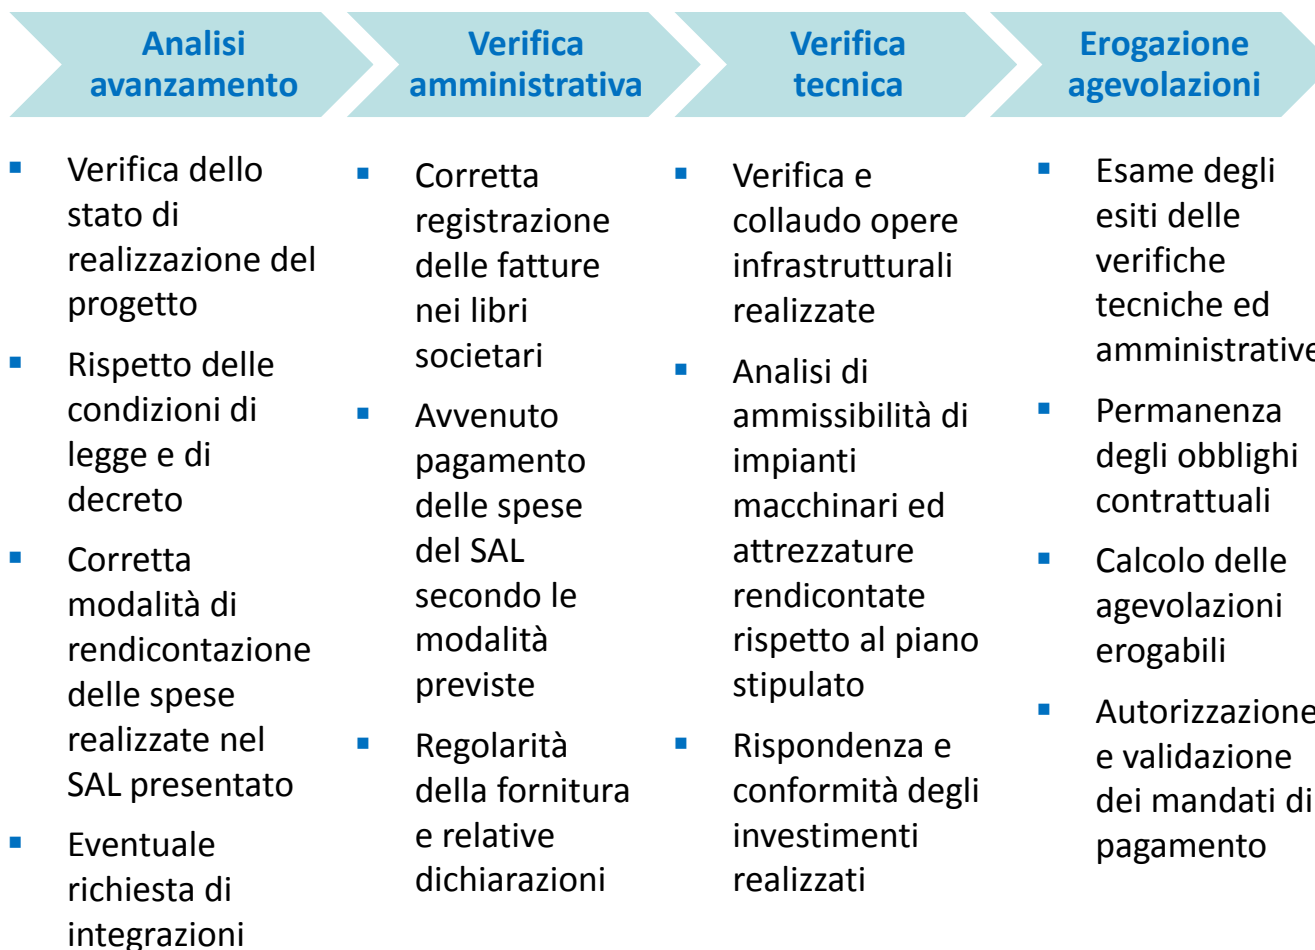 Analisi
avanzamento
Verifica
amministrativa
Verifica
tecnica
Erogazione
agevolazioni
▪ Verifica dello
stato di
realizzazione del
progetto
▪ Rispetto delle
condizioni di
legge e di
decreto
▪ Corretta
modalità di
rendicontazione
delle spese
realizzate nel
SAL presentato
▪ Eventuale
richiesta di
integrazioni
▪ Corretta
registrazione
delle fatture
nei libri
societari
▪ Avvenuto
pagamento
delle spese
del SAL
secondo le
modalità
previste
▪ Regolarità
della fornitura
e relative
dichiarazioni
▪ Verifica e
collaudo opere
infrastrutturali
realizzate
▪ Analisi di
ammissibilità di
impianti
macchinari ed
attrezzature
rendicontate
rispetto al piano
stipulato
▪ Rispondenza e
conformità degli
investimenti
realizzati
▪ Esame degli
esiti delle
verifiche
tecniche ed
amministrative
▪ Permanenza
degli obblighi
contrattuali
▪ Calcolo delle
agevolazioni
erogabili
▪ Autorizzazione
e validazione
dei mandati di
pagamento